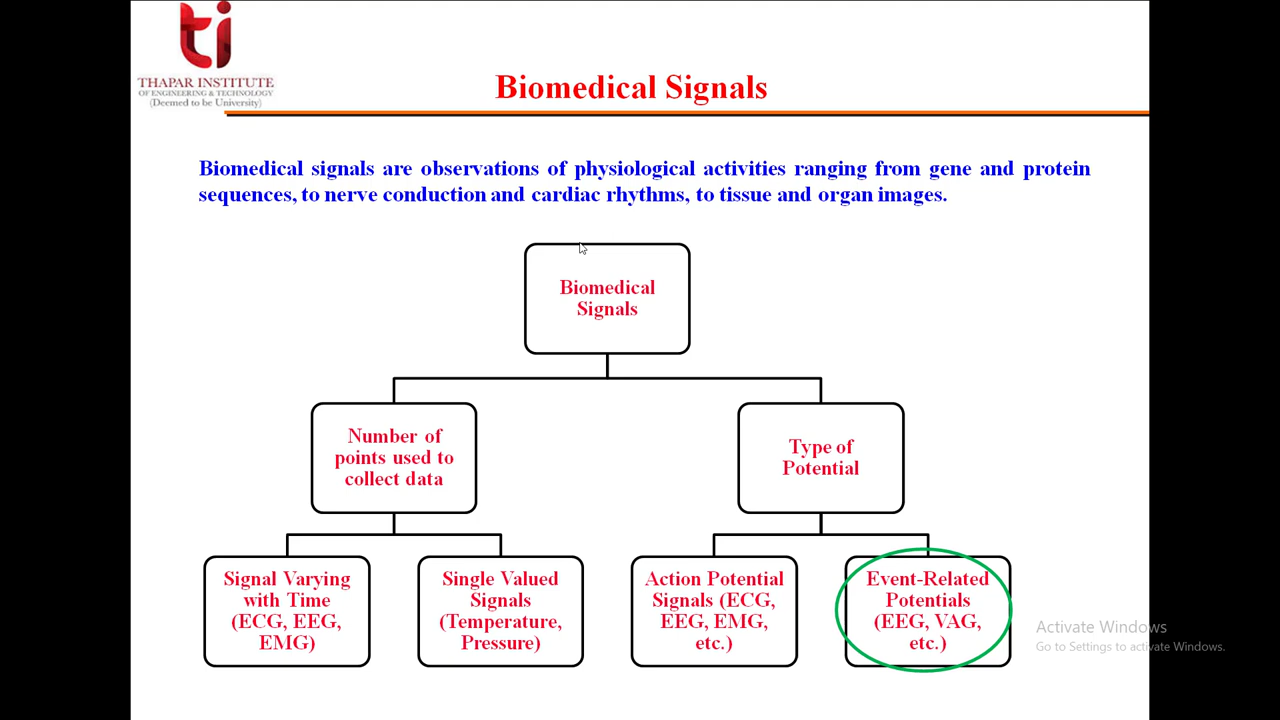 ti
THAPAR INSTITUTE
OF ENGINEERING & TECHNOLOGY
(Deemed to be University)
Biomedical Signals
Biomedical signals are observations of physiological activities ranging from gene and protein
sequences, to nerve conduction and cardiac rhythms, to tissue and organ images.
Biomedical
Signals
Number of
points used to
collect data
Type of
Potential
Signal Varying
with Time
(ECG, EEG,
EMG)
Single Valued
Signals
(Temperature,
Pressure)
Action Potential
Signals (ECG,
EEG, EMG,
etc.)
Event-Related
Potentials
(EEG, VAG,
etc.)
Activate Windows
Go to Settings to activate Windows.